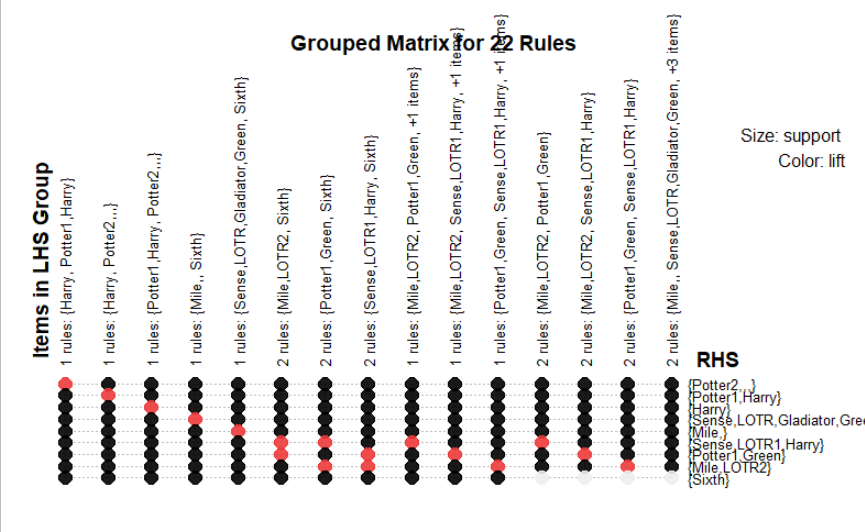 Grouped Matrix for 22 Rules
Size: support
Color: lift
Items in LHS Group
1 rules: {Harry, Potter1,Harry}
1 rules: {Harry, Potter2,,,}
1 rules: {Potter1,Harry, Potter2,,,}
1 rules: {Mile,, Sixth}
1 rules: {Sense,LOTR,Gladiator,Green, Sixth}
2 rules: {Mile,LOTR2, Sixth}
2 rules: {Potter1,Green, Sixth}
2 rules: {Sense,LOTR1,Harry, Sixth}
1 rules: {Mile,LOTR2, Potter1,Green, +1 items}
1 rules: {Mile,LOTR2, Sense,LOTR1,Harry, +1 items}
1 rules: {Potter1,Green, Sense,LOTR1,Harry, +1 items}
2 rules: {Mile,LOTR2, Potter1,Green}
2 rules: {Mile,LOTR2, Sense,LOTR1,Harry}
2 rules: {Potter1,Green, Sense,LOTR1,Harry}
2 rules: {Mile,, Sense,LOTR,Gladiator,Green, +3 items}
RHS
{Potter2,,,}
{Potter1,Harry}
{Harry}
{Sense,LOTR,Gladiator,Gree
{Mile,}
{Sense,LOTR1,Harry}
{Potter1,Green}
{Mile,LOTR2}
{Sixth}